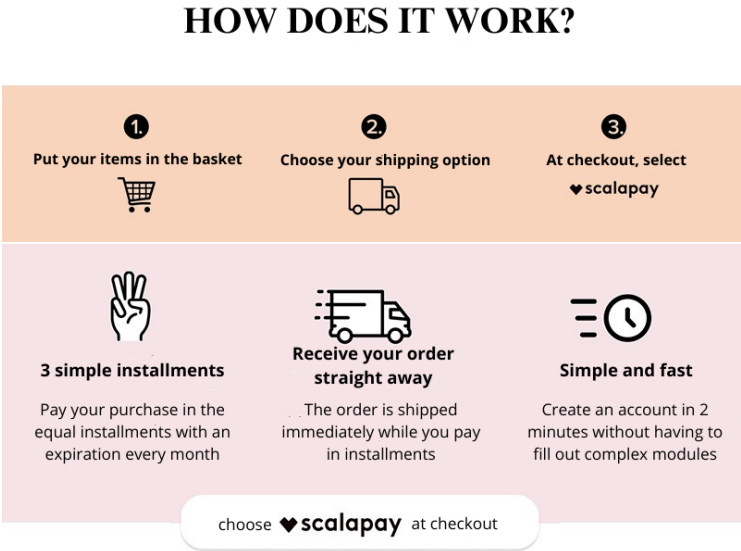 HOW DOES IT WORK?
1.
Put your items in the basket
2.
Choose your shipping option
3.
At checkout, select
scalapay
3 simple installments
Pay your purchase in the
equal installments with an
expiration every month
Receive your order
straight away
The order is shipped
immediately while you pay
in installments
Simple and fast
Create an account in 2
minutes without having to
fill out complex modules
choose scalapay at checkout